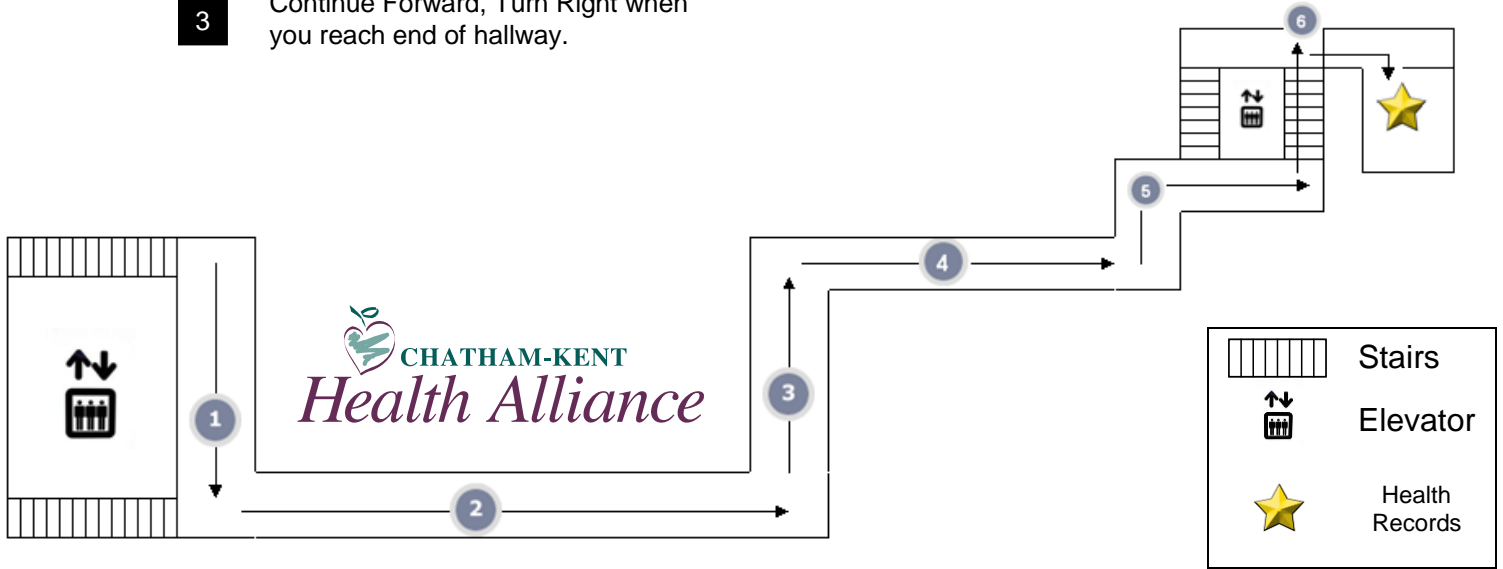 3
Continue Forward, Turn Right when
you reach end of hallway.
6
5
4
CHATHAM-KENT
Health Alliance
3
1
2
Stairs
Elevator
Health
Records